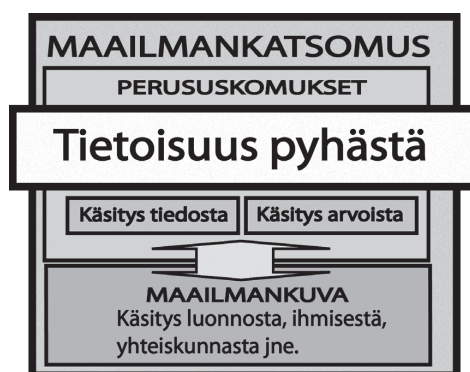 MAAILMANKATSOMUS
PERUSUSKOMUKSET
Tietoisuus pyhästä
Käsitys tiedosta
Käsitys arvoista
MAAILMANKUVA
Käsitys luonnosta, ihmisestä,
yhteiskunnasta jne.